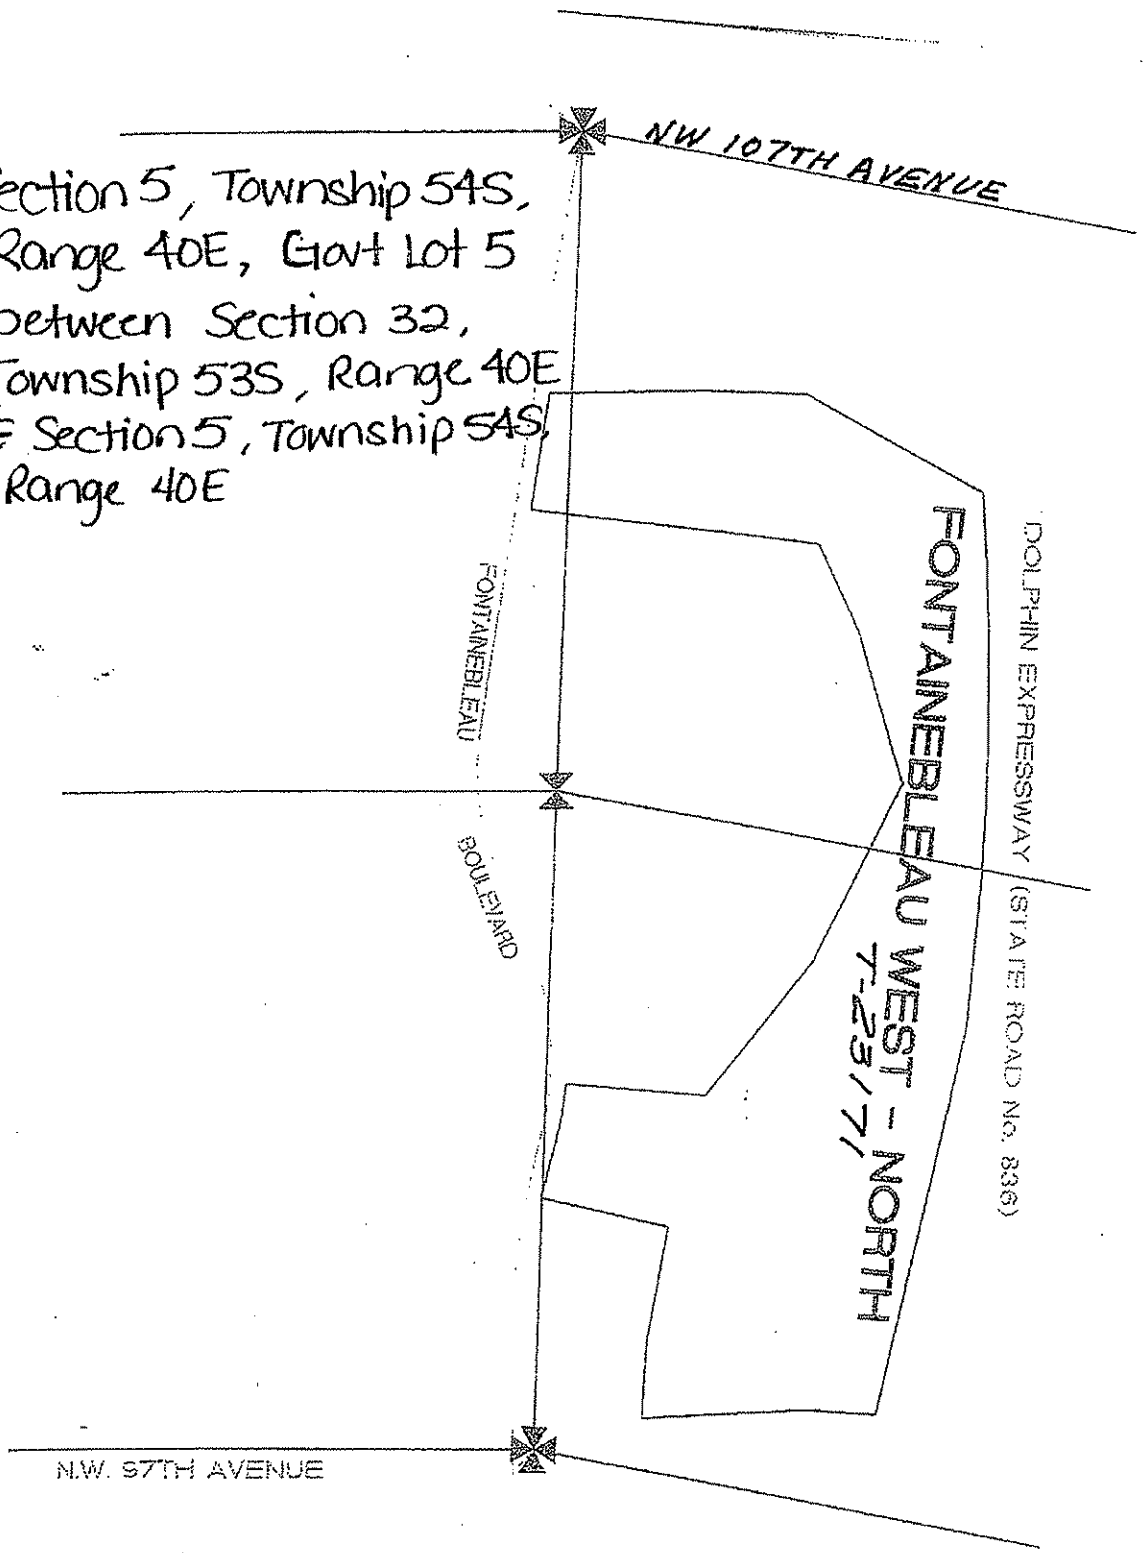 NW 107TH AVENUE
ection 5, Township 54S,
Range 40E, Govt Lot 5
between Section 32,
Township 53S, Range 40E
Section 5, Township 54S,
Range 40E
FONTAINEBLEAU
BOULEVARD
FONTAINEBLEAU WEST - NORTH
T-23171
DOLPHIN EXPRESSWAY (STATE ROAD No. 836)
N.W. 97TH AVENUE